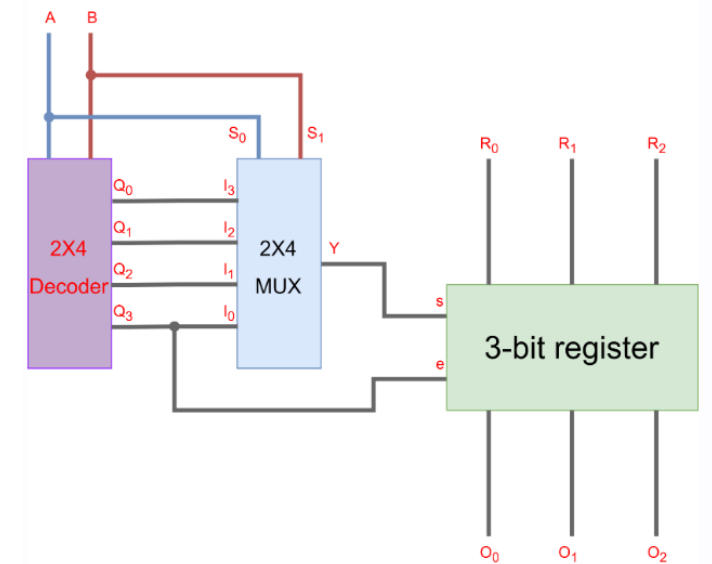 A B
S₀ S₁
R₀ R₁ R₂
Q₀ I₃
Q₁ I₂
2X4
Decoder
2X4
MUX
Y
Q₂ I₁
Q₃ I₀
s
e
3-bit register
O₀ O₁ O₂